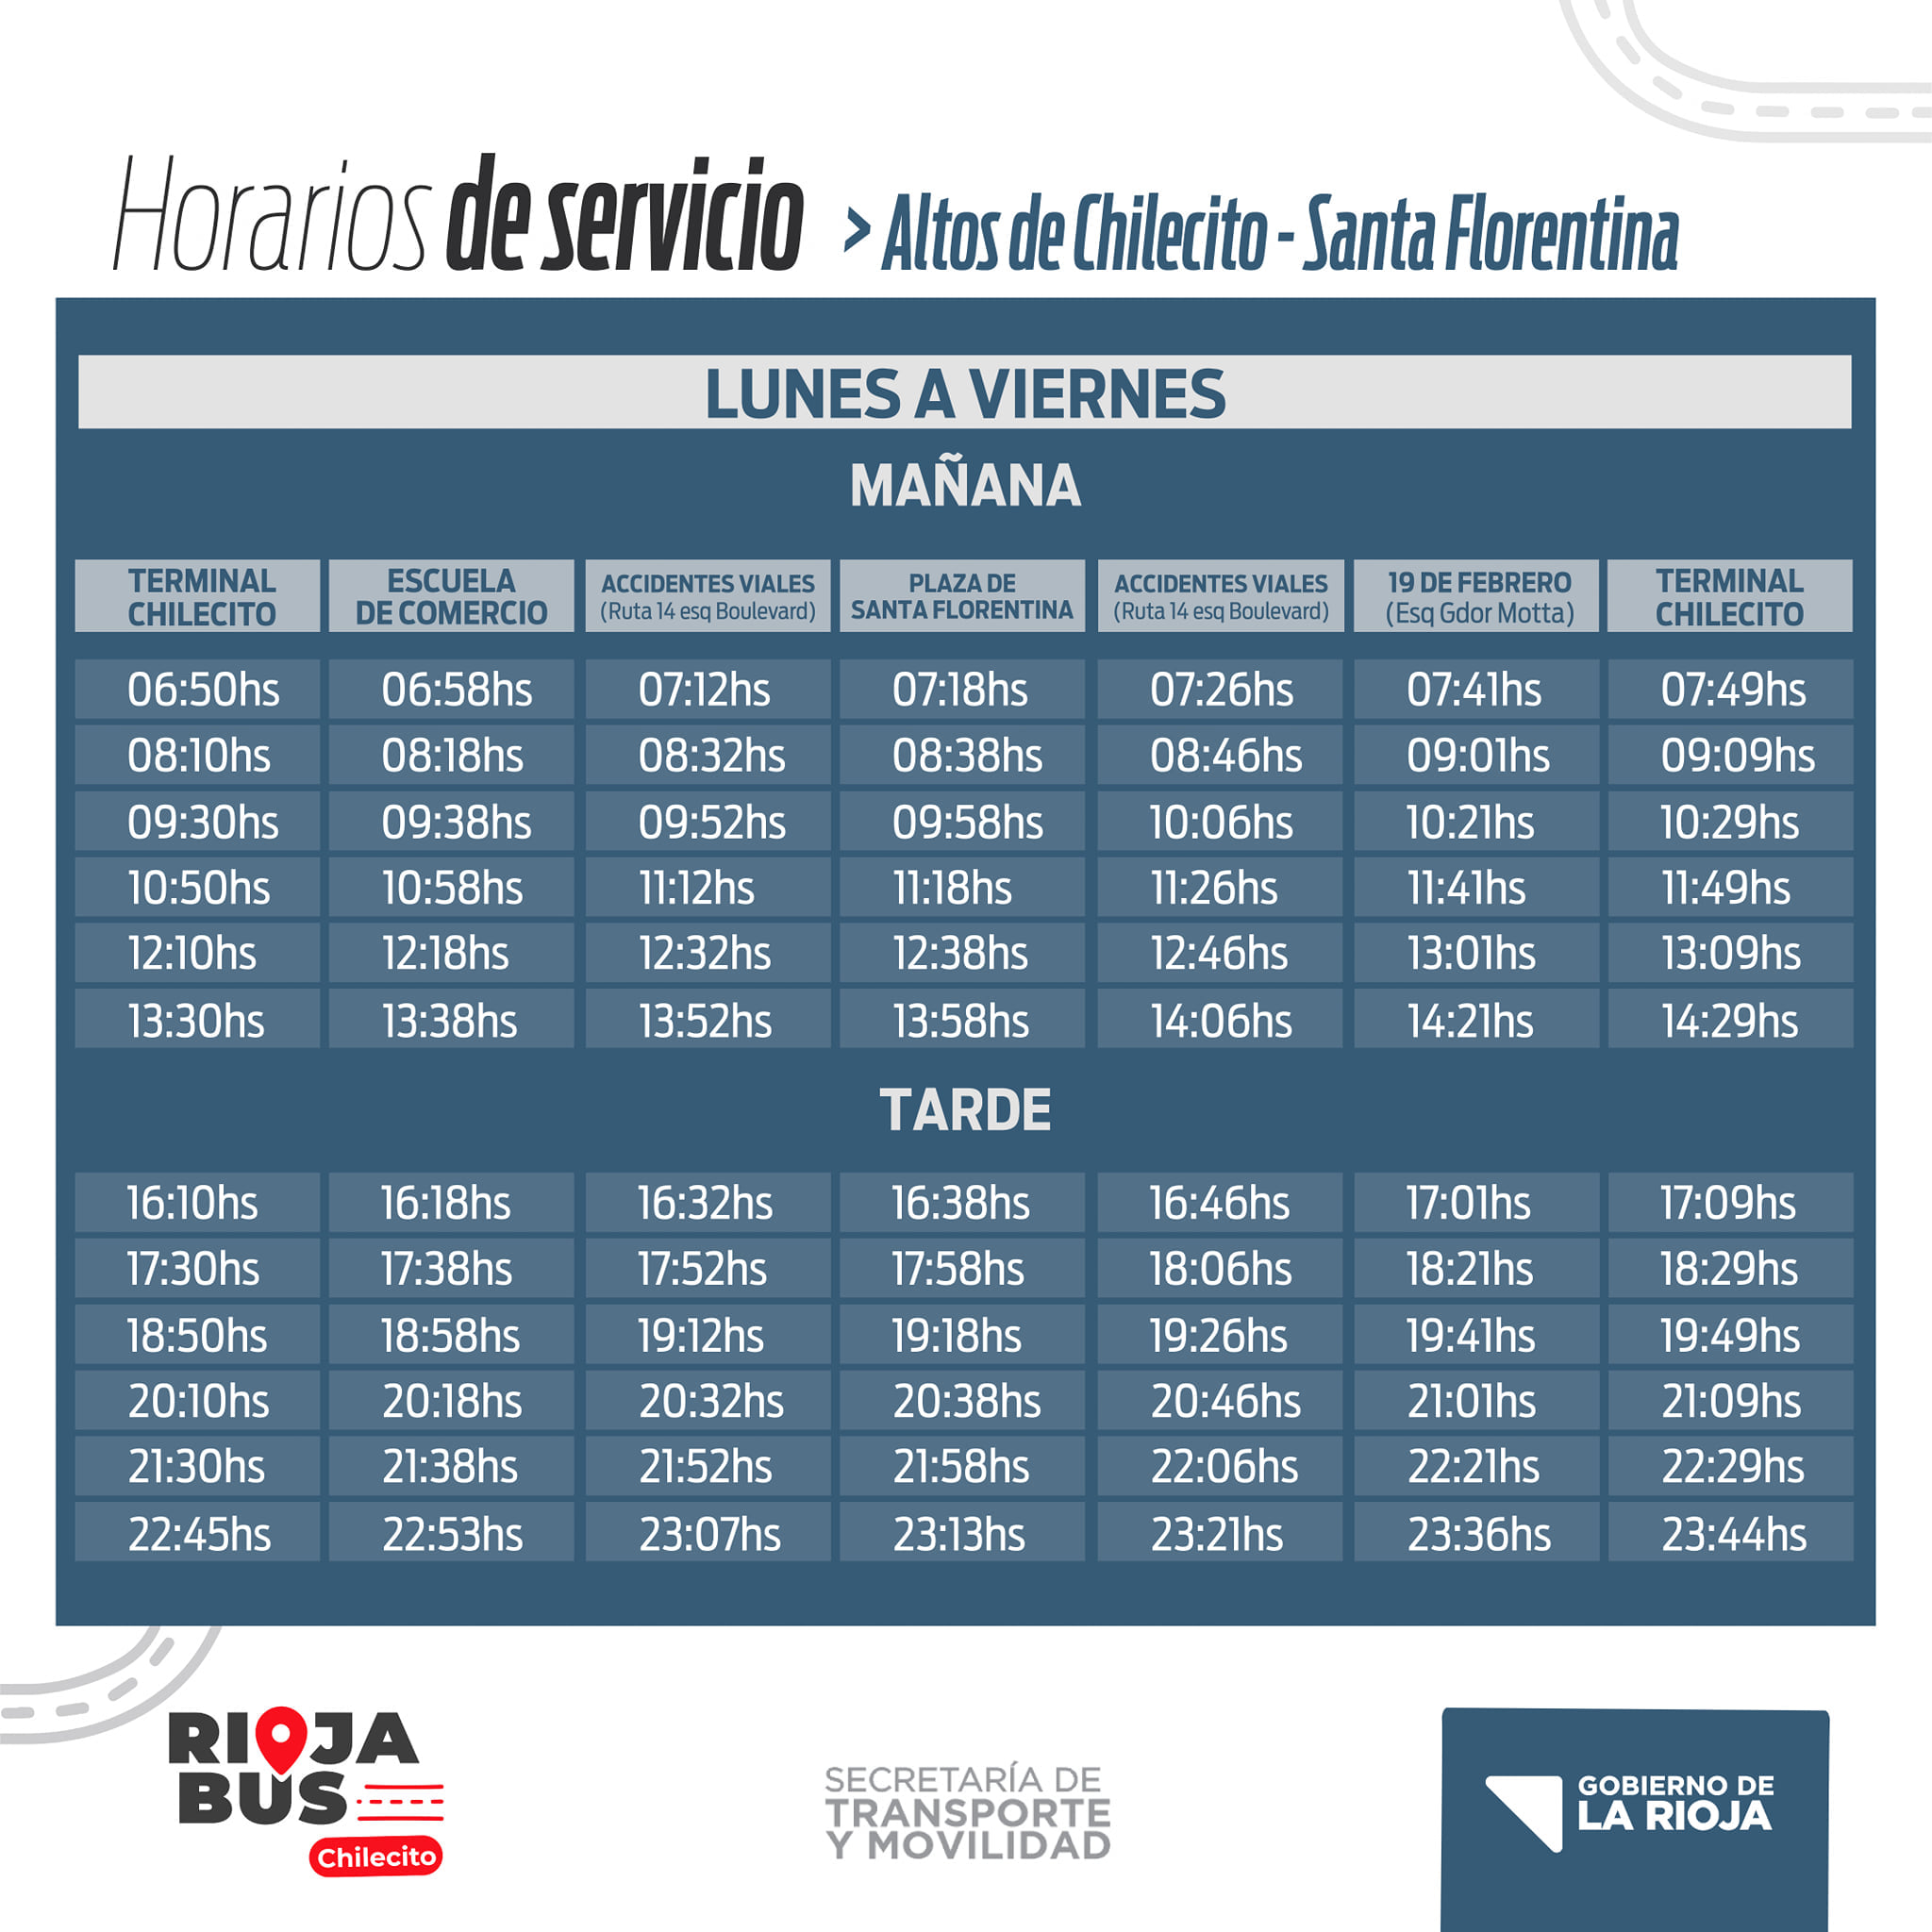 Horarios de servicio > Altos de Chilecito - Santa Florentina
LUNES A VIERNES
MAÑANA
TERMINAL CHILECITO ESCUELA DE COMERCIO ACCIDENTES VIALES (Ruta 14 esq Boulevard) PLAZA DE SANTA FLORENTINA ACCIDENTES VIALES (Ruta 14 esq Boulevard) 19 DE FEBRERO (Esq Gdor Motta) TERMINAL CHILECITO
06:50hs 06:58hs 07:12hs 07:18hs 07:26hs 07:41hs 07:49hs
08:10hs 08:18hs 08:32hs 08:38hs 08:46hs 09:01hs 09:09hs
09:30hs 09:38hs 09:52hs 09:58hs 10:06hs 10:21hs 10:29hs
10:50hs 10:58hs 11:12hs 11:18hs 11:26hs 11:41hs 11:49hs
12:10hs 12:18hs 12:32hs 12:38hs 12:46hs 13:01hs 13:09hs
13:30hs 13:38hs 13:52hs 13:58hs 14:06hs 14:21hs 14:29hs
TARDE
16:10hs 16:18hs 16:32hs 16:38hs 16:46hs 17:01hs 17:09hs
17:30hs 17:38hs 17:52hs 17:58hs 18:06hs 18:21hs 18:29hs
18:50hs 18:58hs 19:12hs 19:18hs 19:26hs 19:41hs 19:49hs
20:10hs 20:18hs 20:32hs 20:38hs 20:46hs 21:01hs 21:09hs
21:30hs 21:38hs 21:52hs 21:58hs 22:06hs 22:21hs 22:29hs
22:45hs 22:53hs 23:07hs 23:13hs 23:21hs 23:36hs 23:44hs
RIOJA
BUS
Chilecito
SECRETARÍA DE
TRANSPORTE
Y MOVILIDAD
GOBIERNO DE
LA RIOJA